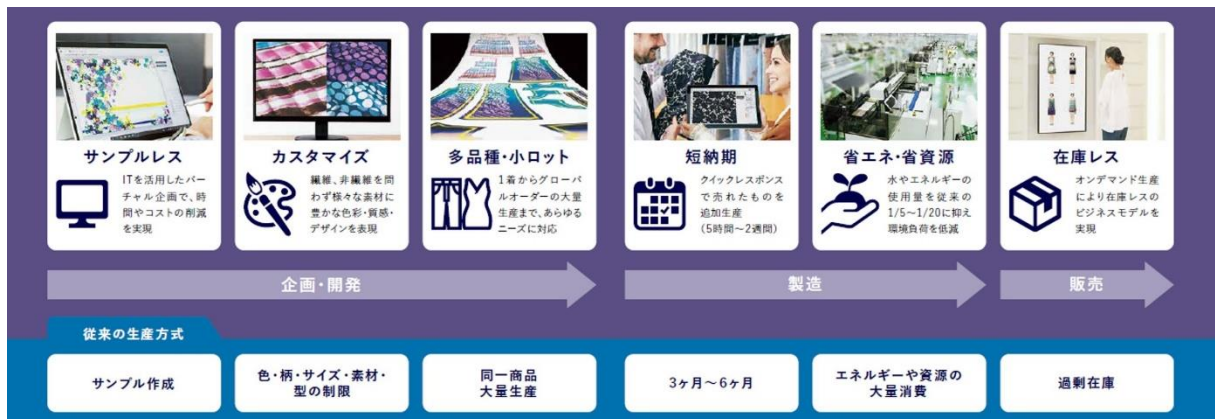 サンプルレス
ITを活用したバー
チャル企画で、時
間やコストの削減
を実現
カスタマイズ
繊維、非繊維を問
わず様々な素材に
豊かな色彩・質感・
デザインを表現
多品種・小ロット
1着からグローバ
ルオーダーの大量
生産まで、あらゆる
ニーズに対応
短納期
クイックレスポンス
で売れたものを
追加生産
(5時間～2週間)
省エネ・省資源
水やエネルギーの
使用量を従来の
1/5～1/20に抑え
環境負荷を低減
在庫レス
オンデマンド生産
により在庫レスの
ビジネスモデルを
実現
企画・開発
製造
販売
従来の生産方式
サンプル作成
色・柄・サイズ・素材・
型の制限
同一商品
大量生産
3ヶ月～6ヶ月
エネルギーや資源の
大量消費
過剰在庫